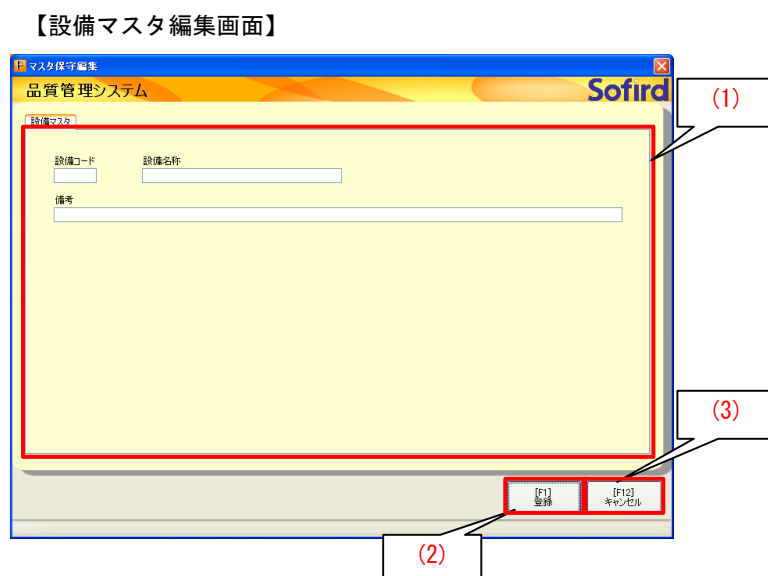 【設備マスタ編集画面】
マスタ保守編集
品質管理システム
Sofird
(1)
設備マスタ
設備コード 設備名称
備考
(3)
[F1]
登録
[F12]
キャンセル
(2)